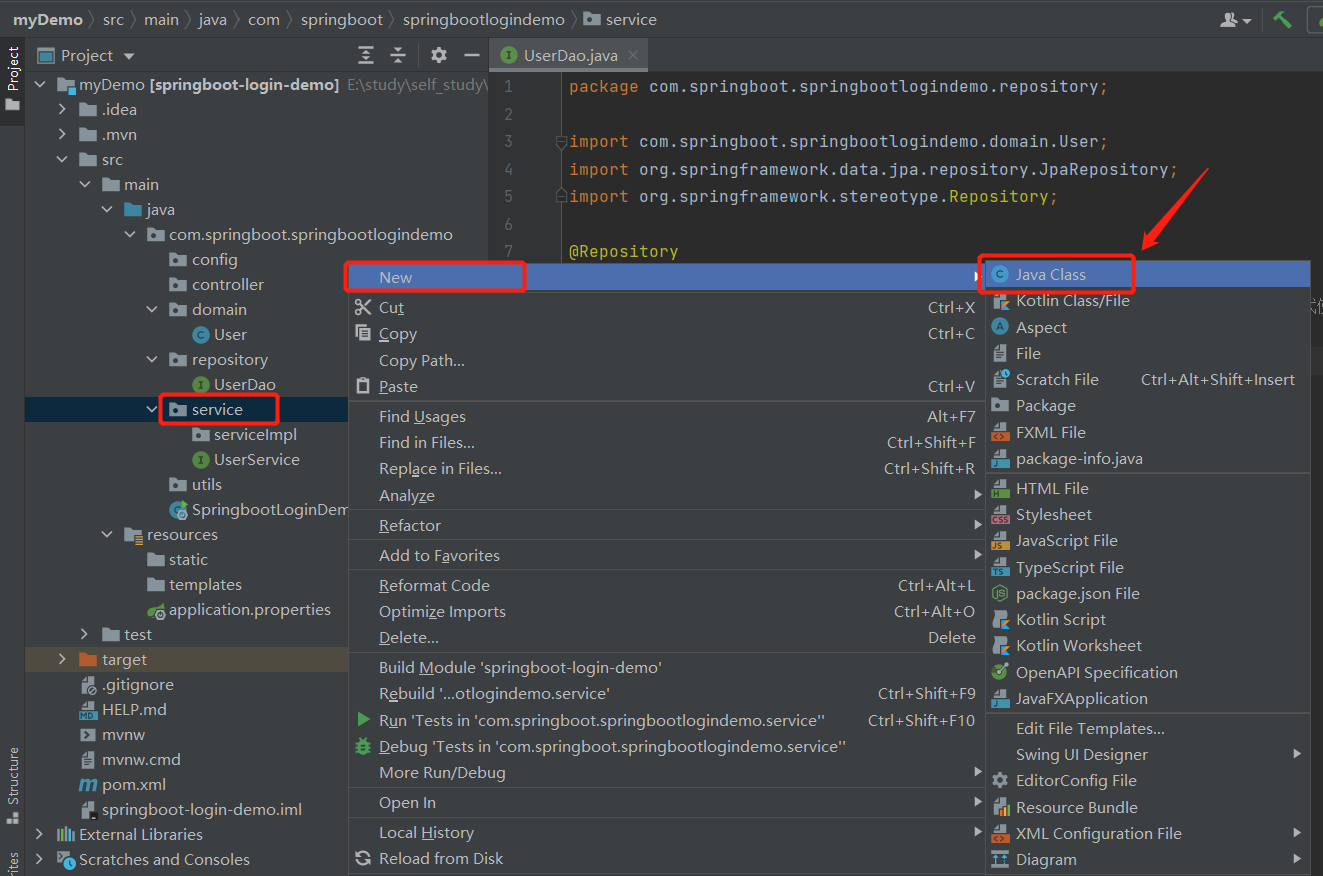 myDemo src main java com springboot springbootlogindemo service
Project
Project
UserDao.java
myDemo [springboot-login-demo] E:\study\self_study\
.idea
.mvn
src
main
java
com.springboot.springbootlogindemo
config
controller
domain
User
repository
UserDao
service
serviceImpl
UserService
utils
SpringbootLoginDem
resources
static
templates
application.properties
test
target
.gitignore
HELP.md
mvnw
mvnw.cmd
pom.xml
springboot-login-demo.iml
External Libraries
Scratches and Consoles
Structure
1 package com.springboot.springbootlogindemo.repository;
2
3 import com.springboot.springbootlogindemo.domain.User;
4 import org.springframework.data.jpa.repository.JpaRepository;
5 import org.springframework.stereotype.Repository;
6
7 @Repository
New
Cut Ctrl+X
Copy Ctrl+C
Copy Path...
Paste Ctrl+V
Find Usages Alt+F7
Find in Files... Ctrl+Shift+F
Replace in Files... Ctrl+Shift+R
Analyze
Refactor
Add to Favorites
Reformat Code Ctrl+Alt+L
Optimize Imports Ctrl+Alt+O
Delete... Delete
Build Module 'springboot-login-demo'
Rebuild '...otlogindemo.service' Ctrl+Shift+F9
Run 'Tests in 'com.springboot.springbootlogindemo.service'' Ctrl+Shift+F10
Debug 'Tests in 'com.springboot.springbootlogindemo.service''
More Run/Debug
Open In
Local History
Reload from Disk
Java Class
Kotlin Class/File
Aspect
File
Scratch File Ctrl+Alt+Shift+Insert
Package
FXML File
package-info.java
HTML File
Stylesheet
JavaScript File
TypeScript File
package.json File
Kotlin Script
Kotlin Worksheet
OpenAPI Specification
JavaFXApplication
Edit File Templates...
Swing UI Designer
EditorConfig File
Resource Bundle
XML Configuration File
Diagram